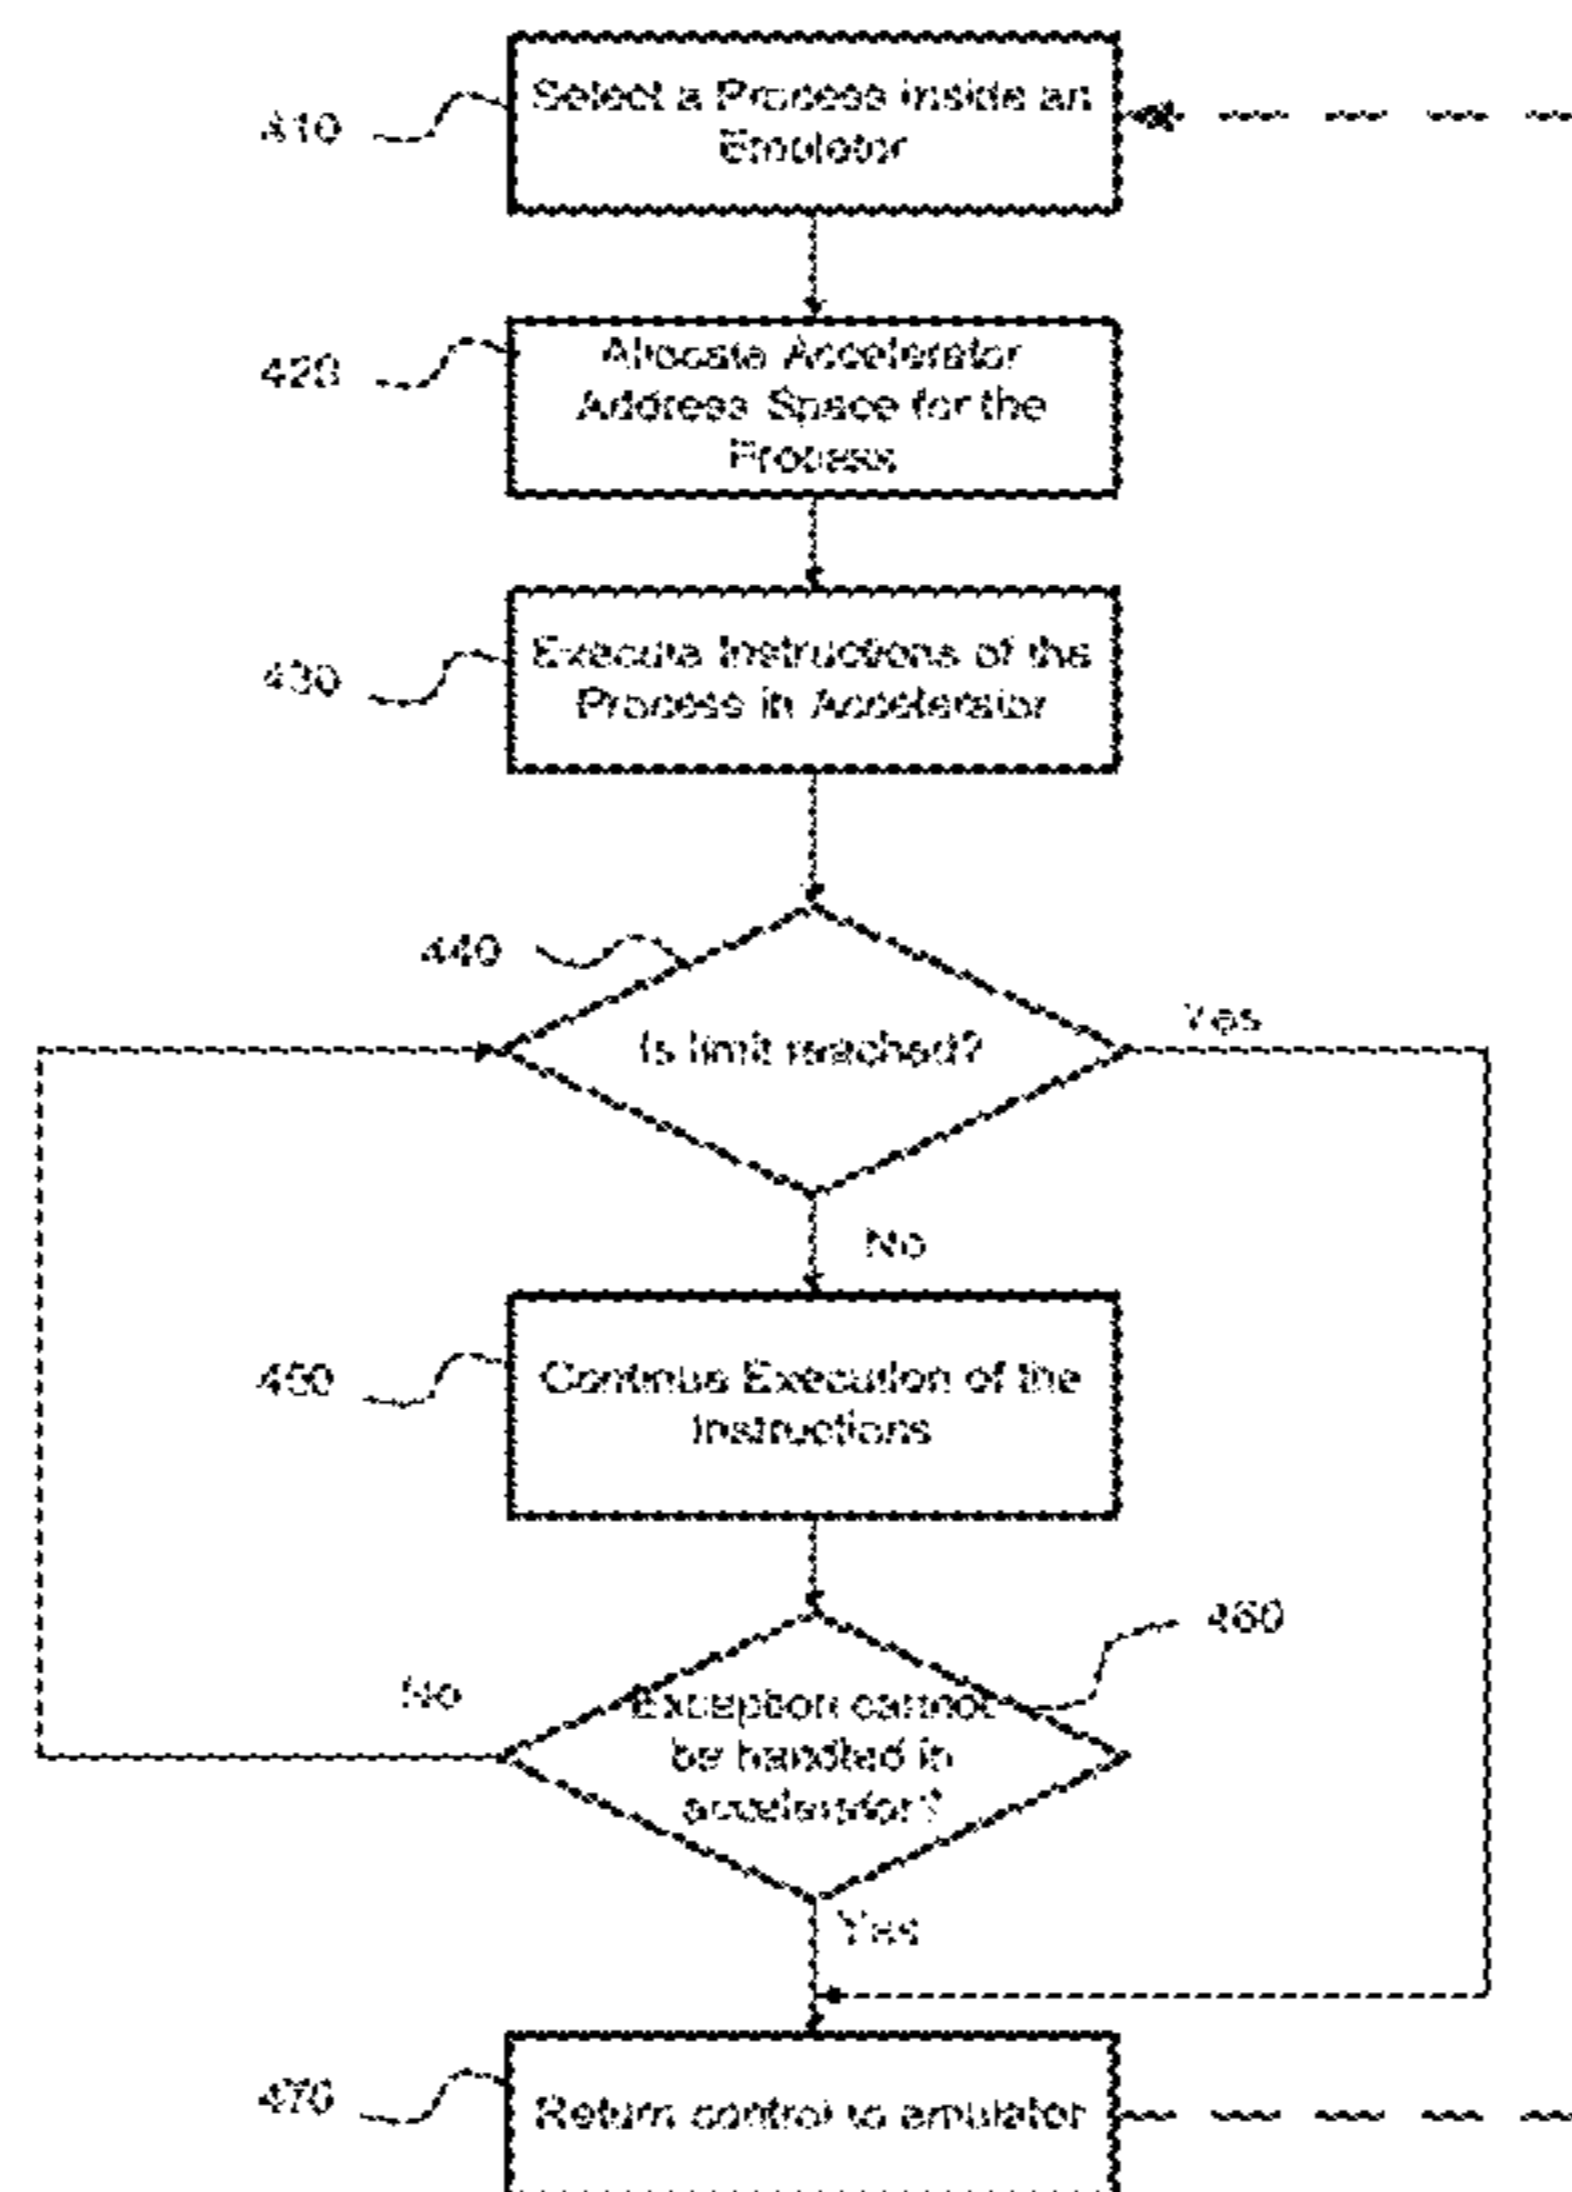 410
Select a Process inside an
Emulator
420
Allocate Accelerator
Address Space for the
Process
430
Execute Instructions of the
Process in Accelerator
440
Is limit reached?
Yes
No
450
Continue Execution of the
Instructions
460
No
Exception cannot
be handled in
accelerator?
Yes
470
Return control to emulator